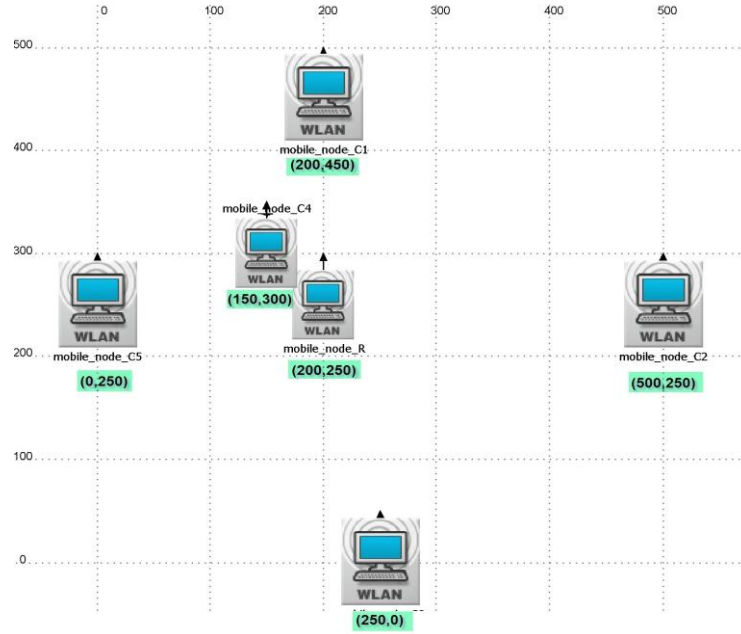 0 100 200 300 400 500
500
WLAN
400
mobile_node_C1
(200,450)
mobile_node_C4
300
WLAN
(150,300)
WLAN
WLAN
WLAN
mobile_node_R
200
mobile_node_C5
mobile_node_C2
(200,250)
(0,250)
(500,250)
100
0
WLAN
(250,0)